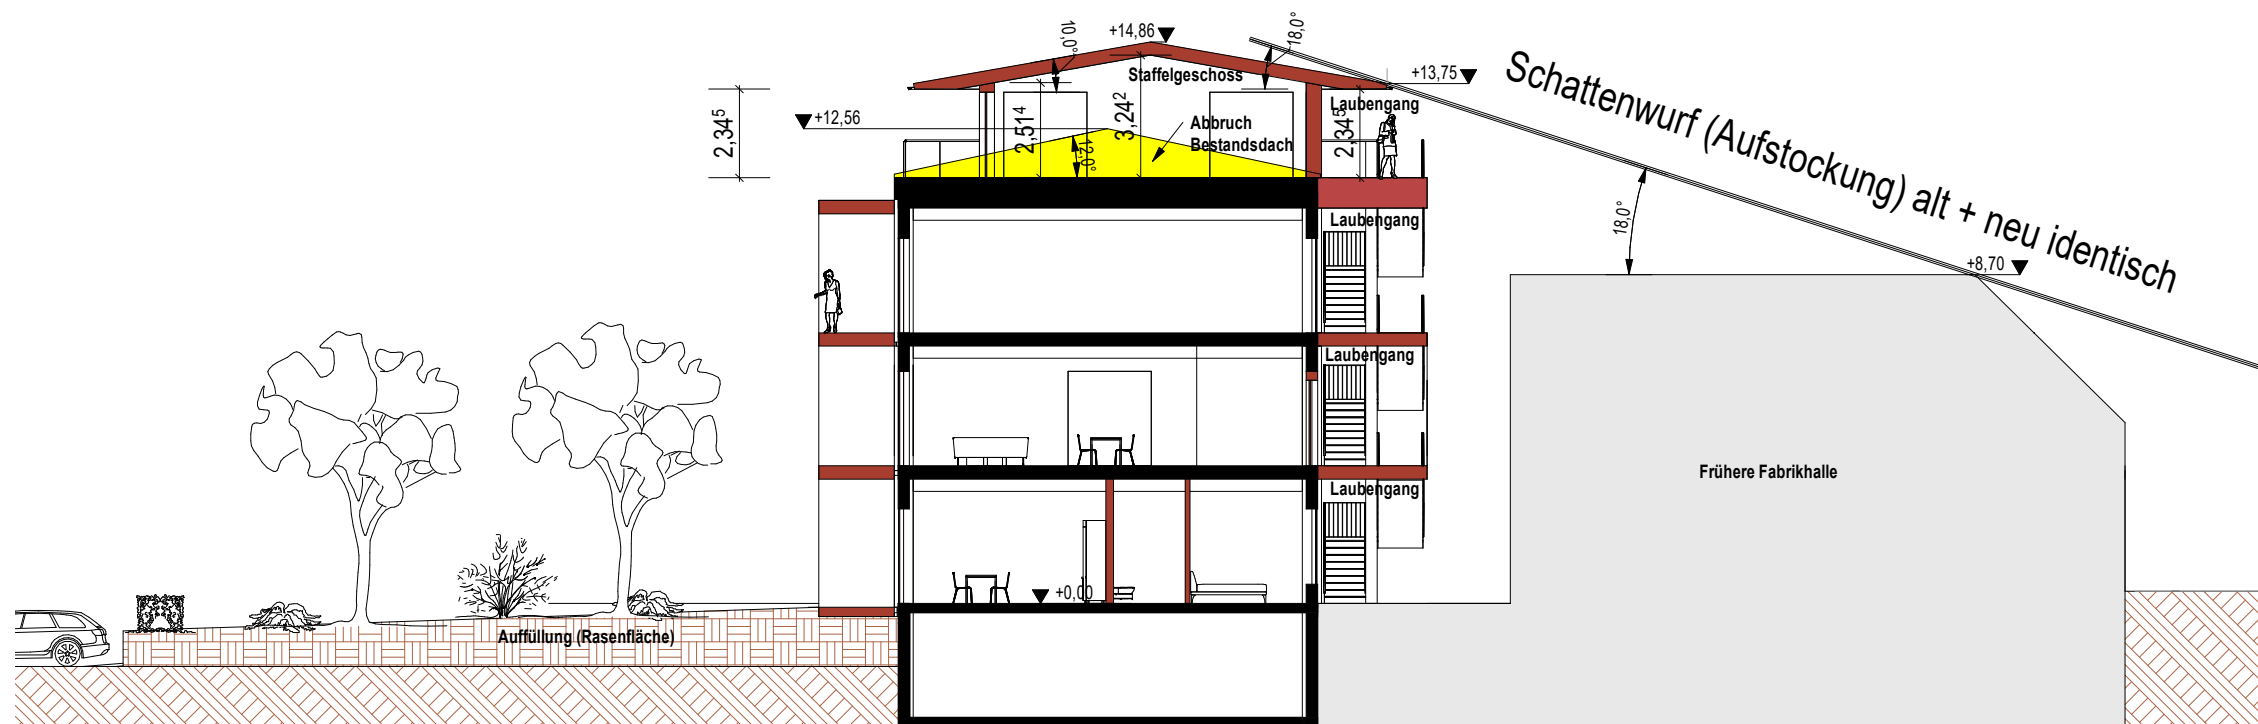 +14,86
10,0°
18,0°
Staffelgeschoss
+13,75
Schattenwurf (Aufstockung) alt + neu identisch
Laubengang
+12,56
2,34⁵
2,51⁴
3,24²
2,34⁵
Abbruch
Bestandsdach
12,0°
Laubengang
18,0°
+8,70
Laubengang
Frühere Fabrikhalle
Laubengang
+0,00
Auffüllung (Rasenfläche)